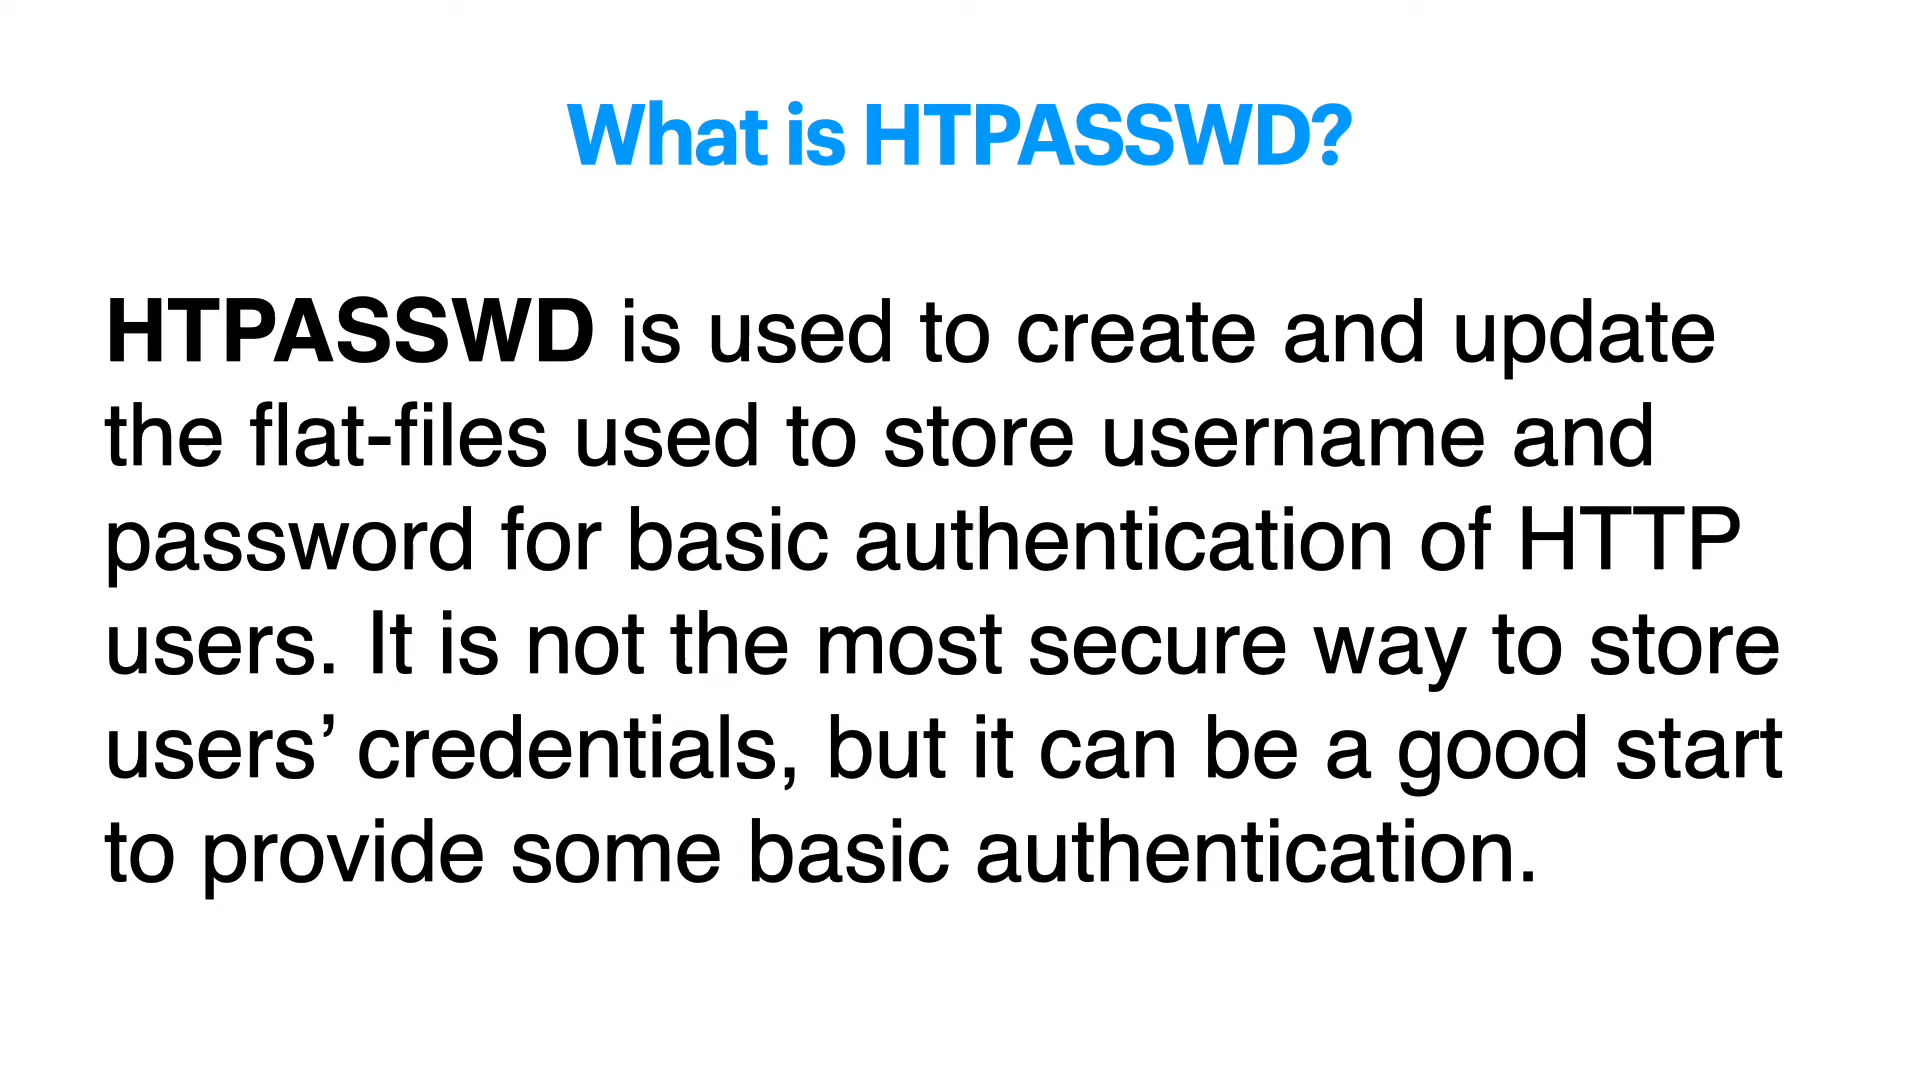 What is HTPASSWD?
HTPASSWD is used to create and update
the flat-files used to store username and
password for basic authentication of HTTP
users. It is not the most secure way to store
users’ credentials, but it can be a good start
to provide some basic authentication.